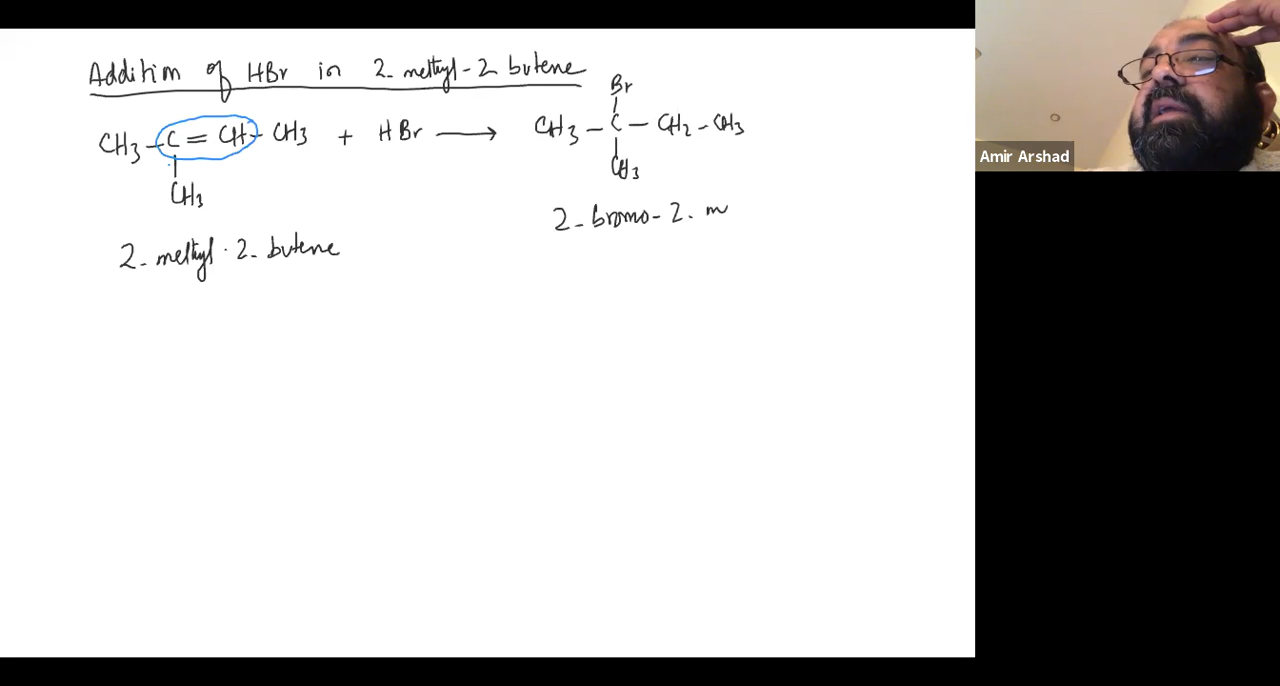 Addition of HBr in 2-methyl-2 butene
Br
CH3-C=CH-CH3 + HBr → CH3-C-CH2-CH3
CH3 CH3
2-bromo-2-m
2-methyl-2-butene
Amir Arshad